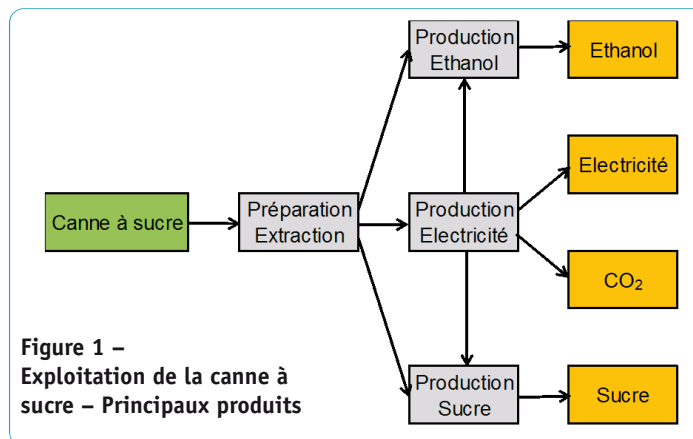 Production
Ethanol
Ethanol
Electricité
Canne à sucre
Préparation
Extraction
Production
Electricité
CO₂
Figure 1 –
Exploitation de la canne à
sucre – Principaux produits
Production
Sucre
Sucre